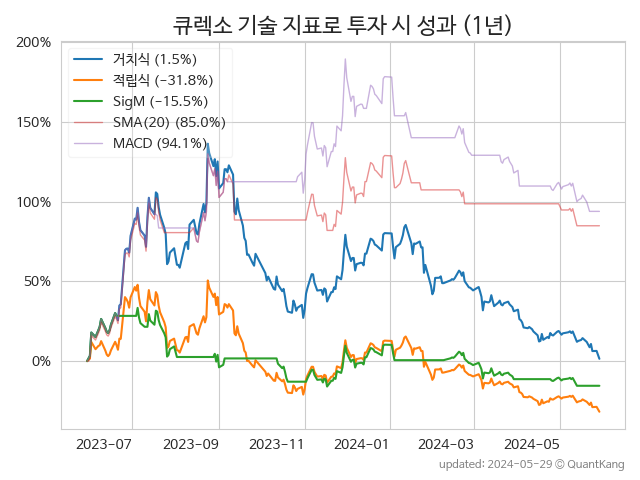 큐렉소 기술 지표로 투자 시 성과 (1년)
200%
150%
100%
50%
0%
거치식 (1.5%)
적립식 (-31.8%)
SigM (-15.5%)
SMA(20) (85.0%)
MACD (94.1%)
2023-07
2023-09
2023-11
2024-01
2024-03
2024-05
updated: 2024-05-29 © QuantKang